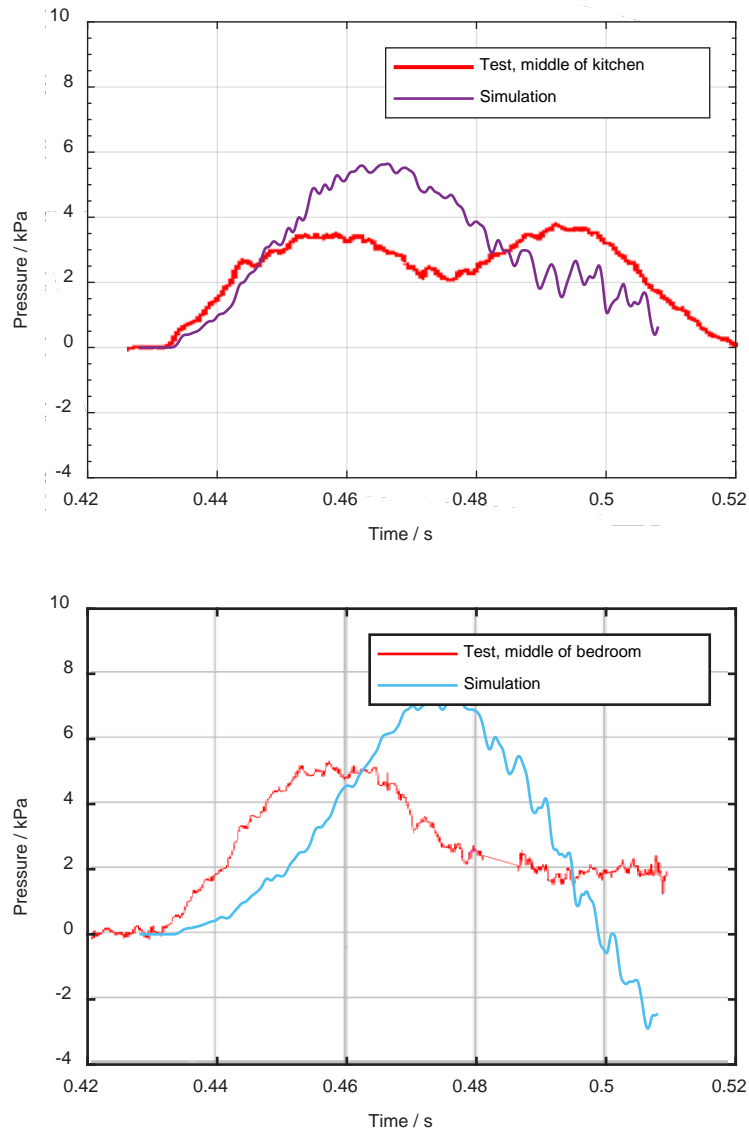 10
8
6
4
2
0
-2
-4
Pressure / kPa
Test, middle of kitchen
Simulation
0.42 0.44 0.46 0.48 0.5 0.52
Time / s
10
8
6
4
2
0
-2
-4
Pressure / kPa
Test, middle of bedroom
Simulation
0.42 0.44 0.46 0.48 0.5 0.52
Time / s